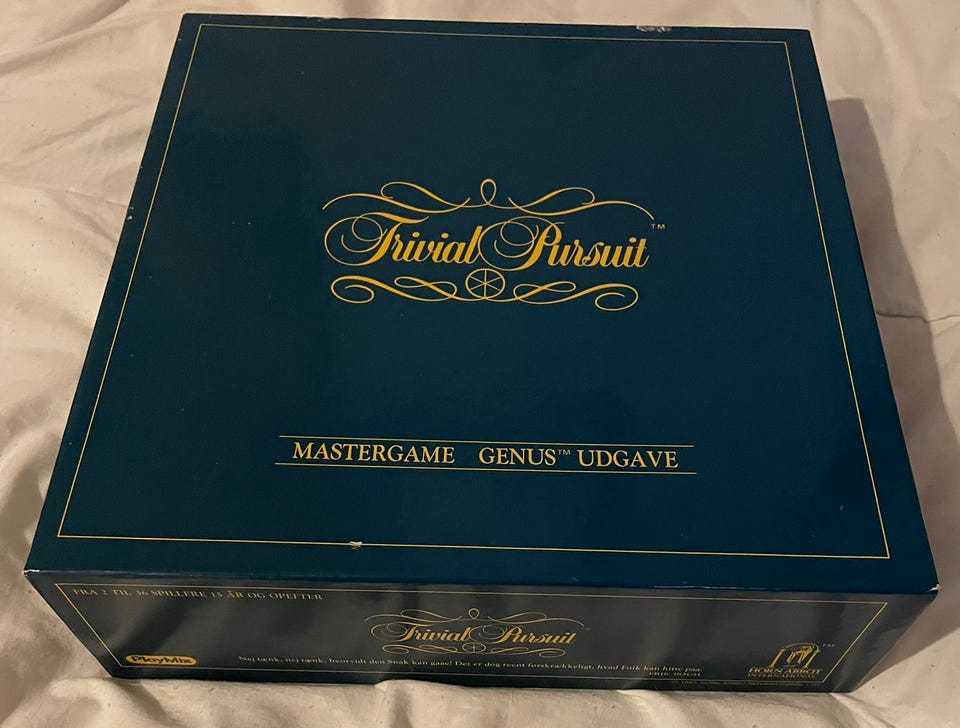 Trivial Pursuit™
MASTERGAME GENUS™ UDGAVE
FRA 2 TIL 36 SPILLERE 15 ÅR OG OPEFTER
Trivial Pursuit
PlayMix
Nej tænk, nej tænk, hvorvidt den Snak kan gaae! Det er dog reent forskrækkeligt, hvad Folk kan hitte paa.
ERIK BØGH
HORN ABBOT
INTERNATIONAL
™